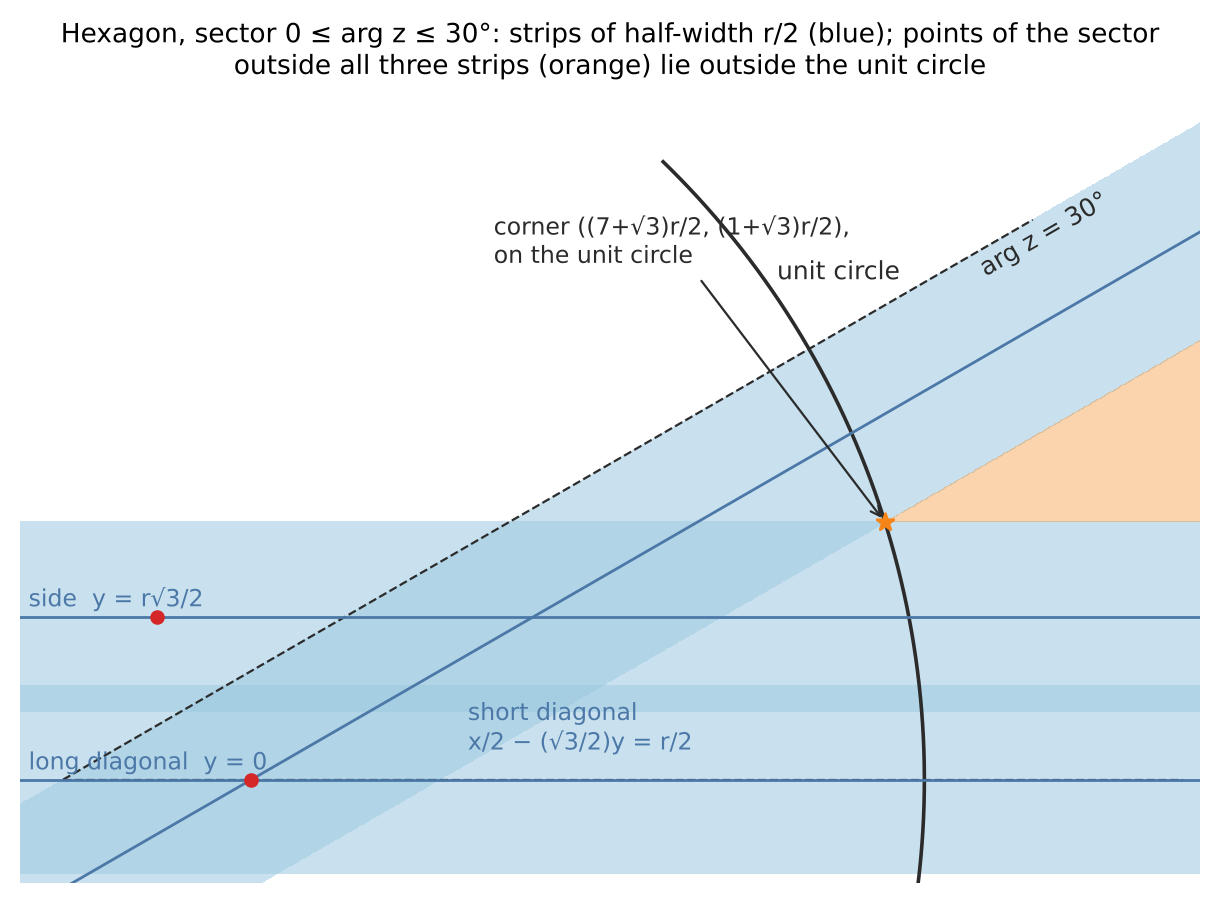 Hexagon, sector 0 ≤ arg z ≤ 30°: strips of half-width r/2 (blue); points of the sector
outside all three strips (orange) lie outside the unit circle
arg z = 30°
corner ((7+√3)r/2, (1+√3)r/2),
on the unit circle
unit circle
side  y = r√3/2
short diagonal
x/2 − (√3/2)y = r/2
long diagonal  y = 0